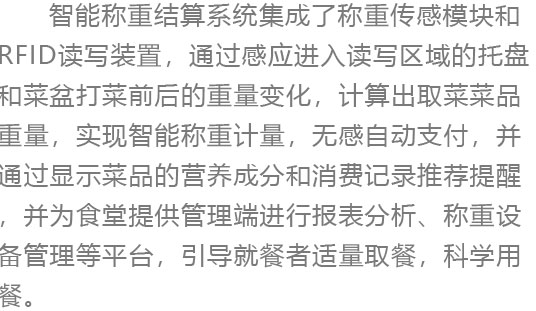 智能称重结算系统集成了称重传感模块和
RFID读写装置，通过感应进入读写区域的托盘
和菜盆打菜前后的重量变化，计算出取菜菜品
重量，实现智能称重计量，无感自动支付，并
通过显示菜品的营养成分和消费记录推荐提醒
，并为食堂提供管理端进行报表分析、称重设
备管理等平台，引导就餐者适量取餐，科学用
餐。